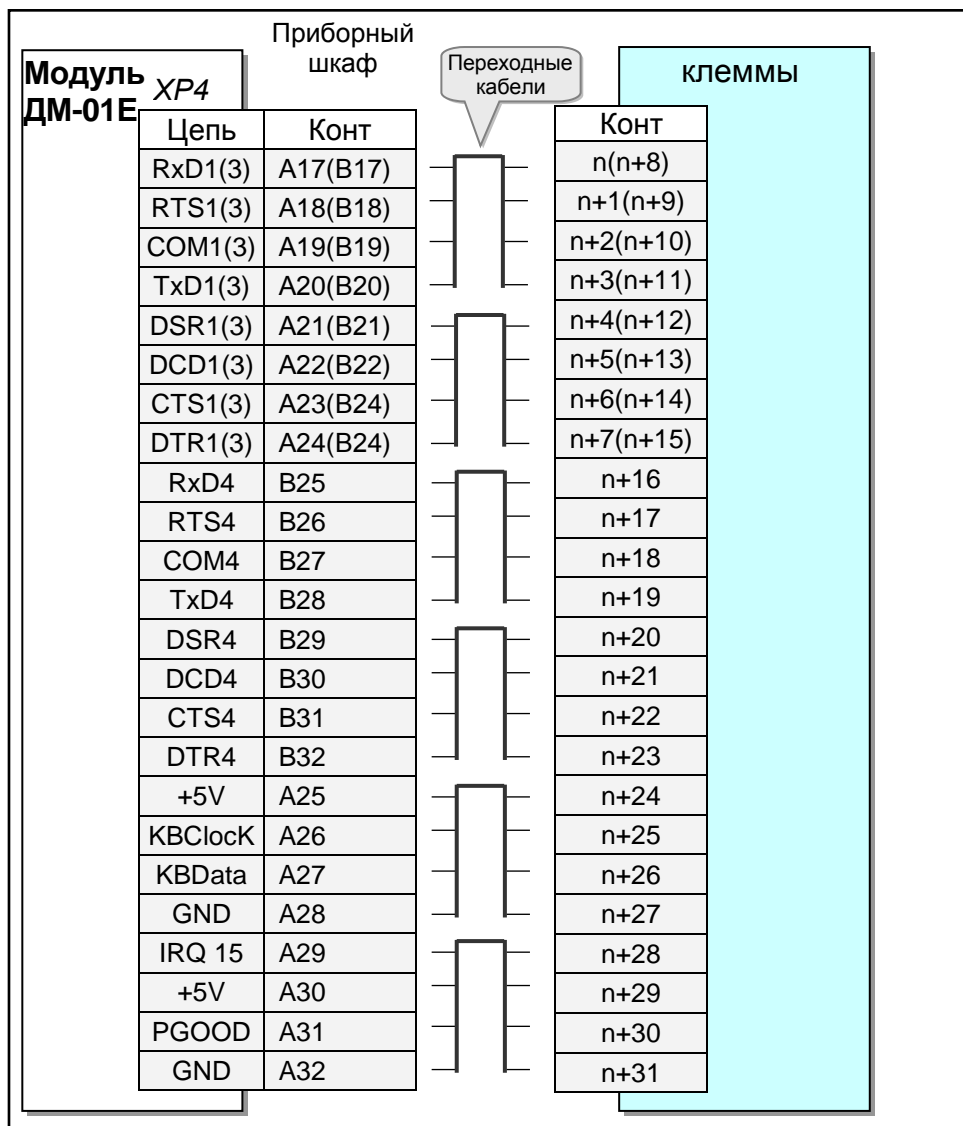 Приборный
шкаф
Модуль
ДМ-01Е
XP4
Переходные
кабели
клеммы
Цепь Конт Конт
RxD1(3) A17(B17) n(n+8)
RTS1(3) A18(B18) n+1(n+9)
COM1(3) A19(B19) n+2(n+10)
TxD1(3) A20(B20) n+3(n+11)
DSR1(3) A21(B21) n+4(n+12)
DCD1(3) A22(B22) n+5(n+13)
CTS1(3) A23(B24) n+6(n+14)
DTR1(3) A24(B24) n+7(n+15)
RxD4 B25 n+16
RTS4 B26 n+17
COM4 B27 n+18
TxD4 B28 n+19
DSR4 B29 n+20
DCD4 B30 n+21
CTS4 B31 n+22
DTR4 B32 n+23
+5V A25 n+24
KBClocK A26 n+25
KBData A27 n+26
GND A28 n+27
IRQ 15 A29 n+28
+5V A30 n+29
PGOOD A31 n+30
GND A32 n+31